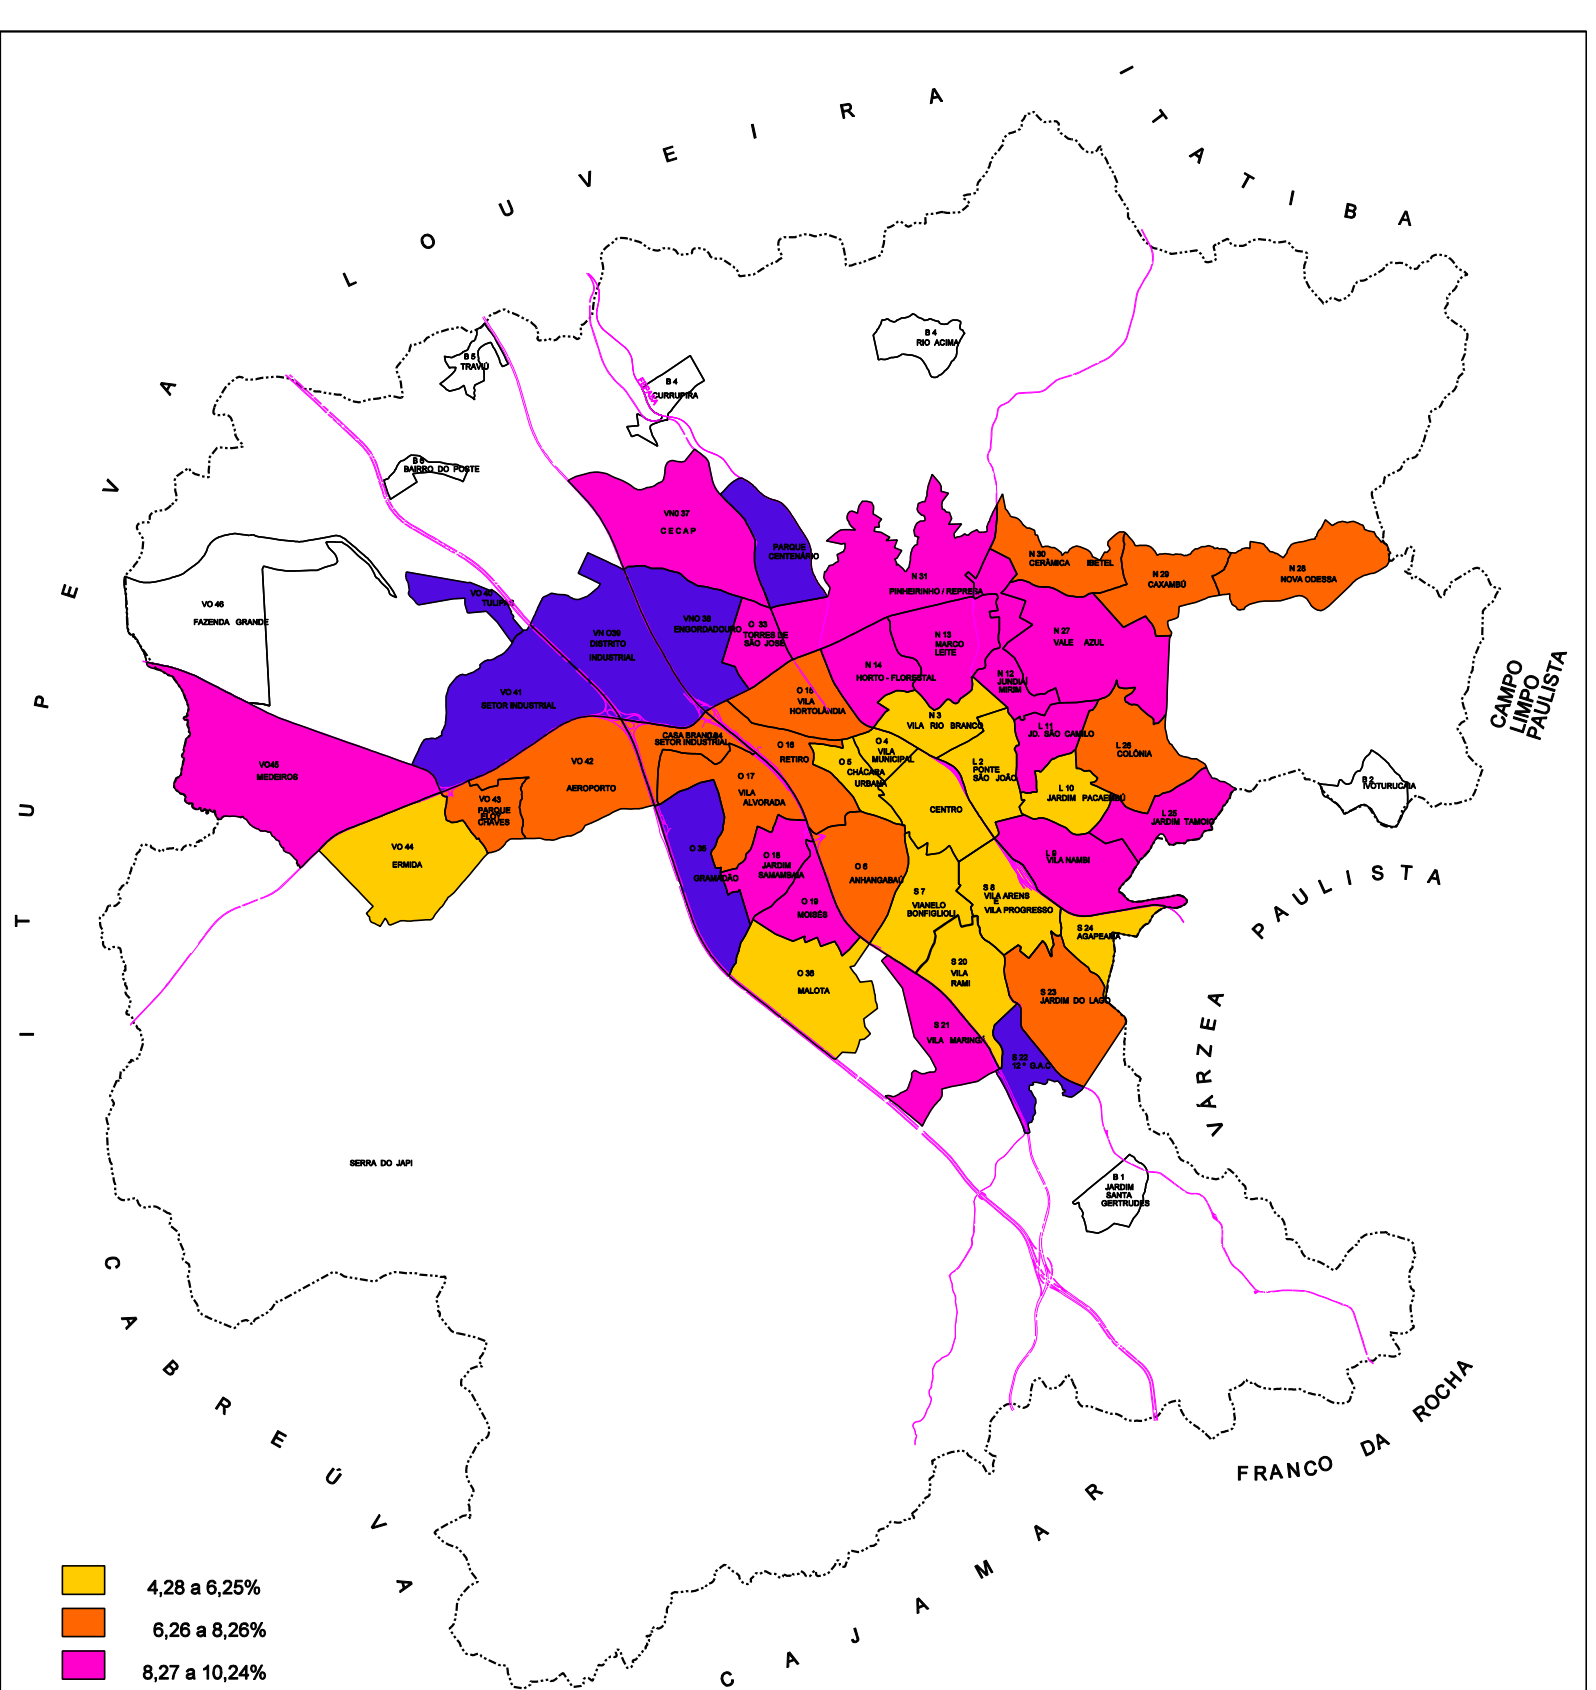 ITATIBA
LOUVEIRA
ITUPEVA
B 4
RIO ACIMA
B 5
TRAVIÚ
B 4
CURRUPIRA
B 6
BAIRRO DO POSTE
VN0 37
CECAP
PARQUE
CENTENÁRIO
N 30
CERÂMICA IBETEL
N 29
CAXAMBÚ
N 28
NOVA ODESSA
N 31
PINHEIRINHO / REPRESA
VO 46
FAZENDA GRANDE
VO 40
TULIPAS
VN O39
DISTRITO
INDUSTRIAL
VNO 38
ENGORDADOURO
O 33
TORRES DE
SÃO JOSÉ
N 13
MARCO
LEITE
N 27
VALE AZUL
N 14
HORTO - FLORESTAL
N 12
JUNDIAÍ
MIRIM
VO 41
SETOR INDUSTRIAL
O 15
VILA
HORTOLÂNDIA
N 3
VILA RIO BRANCO
L 11
JD. SÃO CAMILO
L 26
COLÔNIA
CAMPO
LIMPO
PAULISTA
VO45
MEDEIROS
VO 42
AEROPORTO
CASA BRANCA
SETOR INDUSTRIAL
O 16
RETIRO
O 4
VILA
MUNICIPAL
O 5
CHÁCARA
URBANA
L 2
PONTE
SÃO JOÃO
L 10
JARDIM PACAEMBÚ
B 2
IVOTURUCAIA
VO 43
PARQUE
ELOY
CHAVES
O 17
VILA
ALVORADA
CENTRO
L 25
JARDIM TAMOIO
VO 44
ERMIDA
O 35
GRAMADÃO
O 18
JARDIM
SAMAMBAIA
O 6
ANHANGABAÚ
L 9
VILA NAMBI
O 19
MOISÉS
S 7
VIANELO
BONFIGLIOLI
S 8
VILA ARENS
E
VILA PROGRESSO
S 24
AGAPEAMA
VÁRZEA PAULISTA
O 36
MALOTA
S 20
VILA
RAMI
S 23
JARDIM DO LAGO
S 21
VILA MARINGÁ
S 22
12 º G.A.C
SERRA DO JAPI
B 1
JARDIM
SANTA
GERTRUDES
CABREÚVA
FRANCO DA ROCHA
CAJAMAR
4,28 a 6,25%
6,26 a 8,26%
8,27 a 10,24%